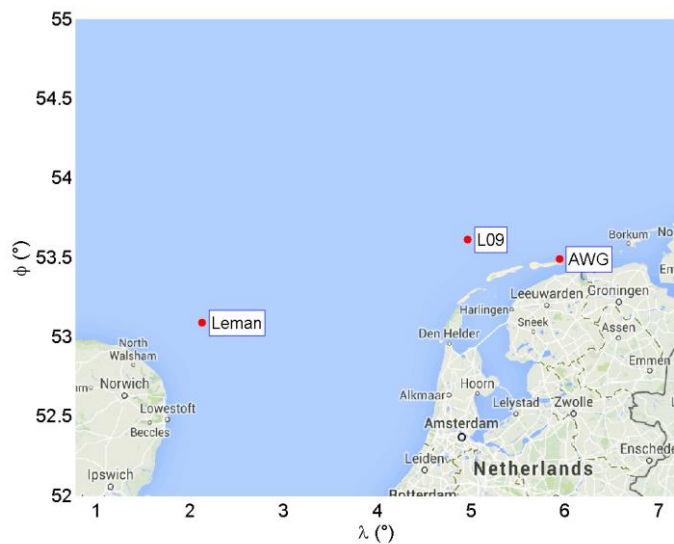 55
54.5
54
53.5
53
52.5
52
φ (°)
L09
AWG
Leman
Borkum
No
Em
Groningen
Leeuwarden
Harlingen
Sneek
Assen
Den Helder
Emmen
North
Walsham
Norwich
Lowestoft
Beccles
Ipswich
Alkmaar
Hoorn
Lelystad
Zwolle
Amsterdam
Leiden
Enschede
Netherlands
Rotterdam
1 2 3 4 5 6 7
λ (°)